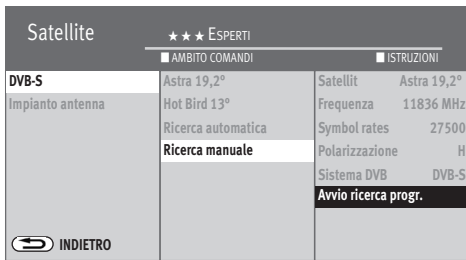 Satellite
★ ★ ★ ESPERTI
AMBITO COMANDI
ISTRUZIONI
DVB-S
Impianto antenna
Astra 19,2°
Hot Bird 13°
Ricerca automatica
Ricerca manuale
Satellit Astra 19,2°
Frequenza 11836 MHz
Symbol rates 27500
Polarizzazione H
Sistema DVB DVB-S
Avvio ricerca progr.
INDIETRO